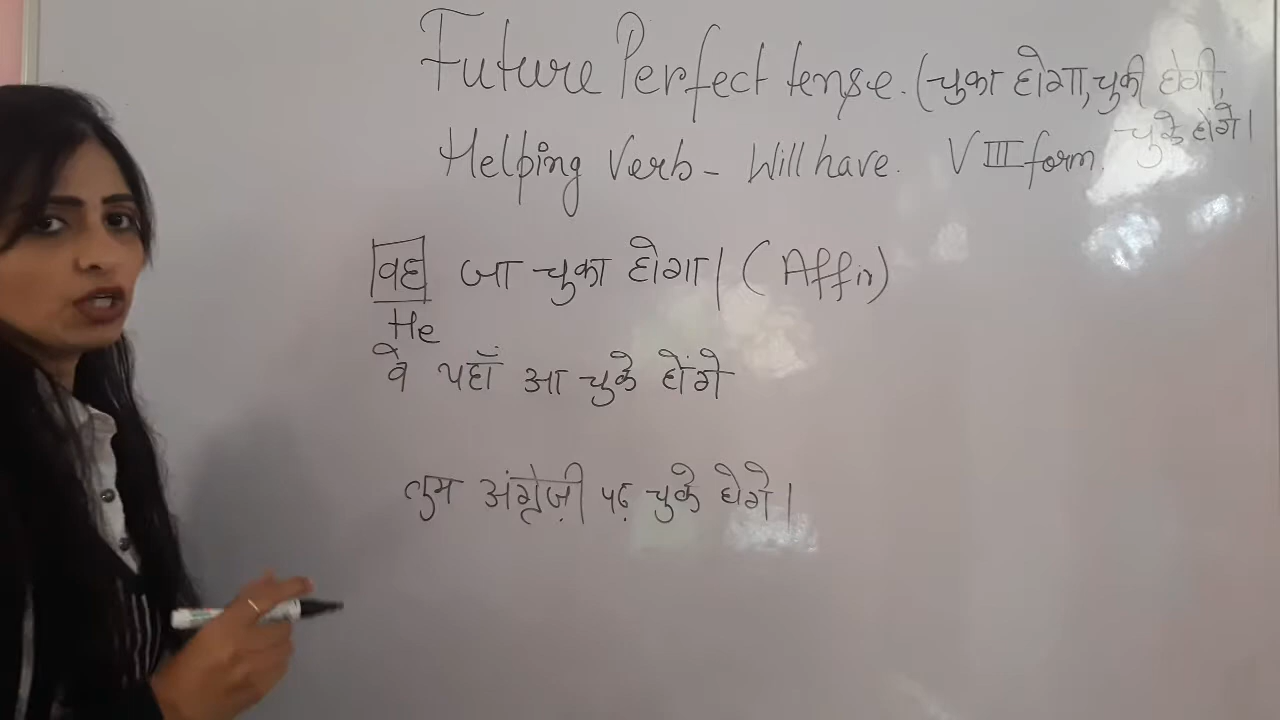 Future Perfect tense. (चुका होगा, चुकी होगी,
चुके होंगे।
Helping Verb - Will have. V III form.
वह जा चुका होगा। (Affir)
He
वे यहाँ आ चुके होंगे
तुम अंग्रेज़ी पढ़ चुके होगे।